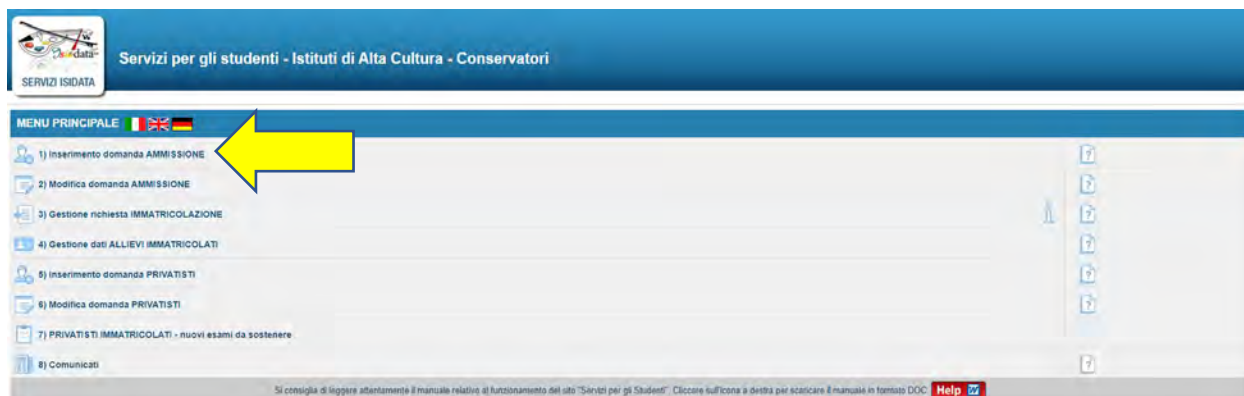 Isidata
SERVIZI ISIDATA
Servizi per gli studenti - Istituti di Alta Cultura - Conservatori
MENU PRINCIPALE
1) Inserimento domanda AMMISSIONE
2) Modifica domanda AMMISSIONE
3) Gestione richiesta IMMATRICOLAZIONE
4) Gestione dati ALLIEVI IMMATRICOLATI
5) Inserimento domanda PRIVATISTI
6) Modifica domanda PRIVATISTI
7) PRIVATISTI IMMATRICOLATI - nuovi esami da sostenere
8) Comunicati
Si consiglia di leggere attentamente il manuale relativo al funzionamento del sito "Servizi per gli Studenti". Cliccare sull'icona a destra per scaricare il manuale in formato DOC Help